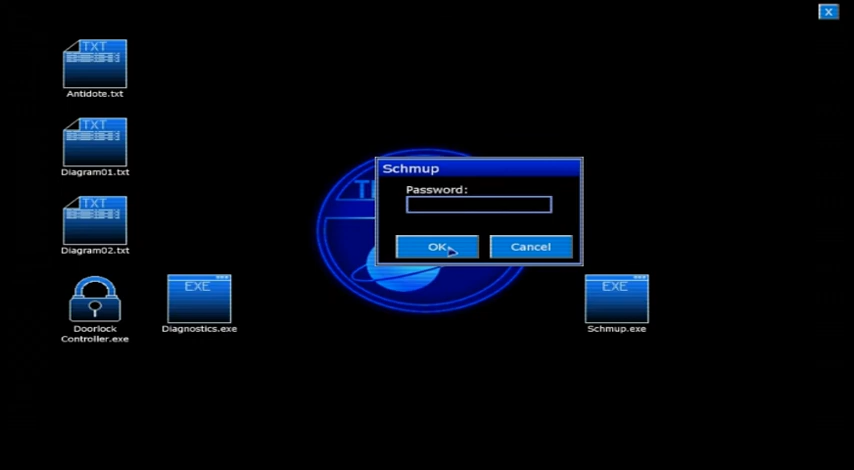 X
TXT
Antidote.txt
TXT
Diagram01.txt
TXT
Diagram02.txt
Schmup
Password:
OK
Cancel
Doorlock
Controller.exe
EXE
Diagnostics.exe
EXE
Schmup.exe